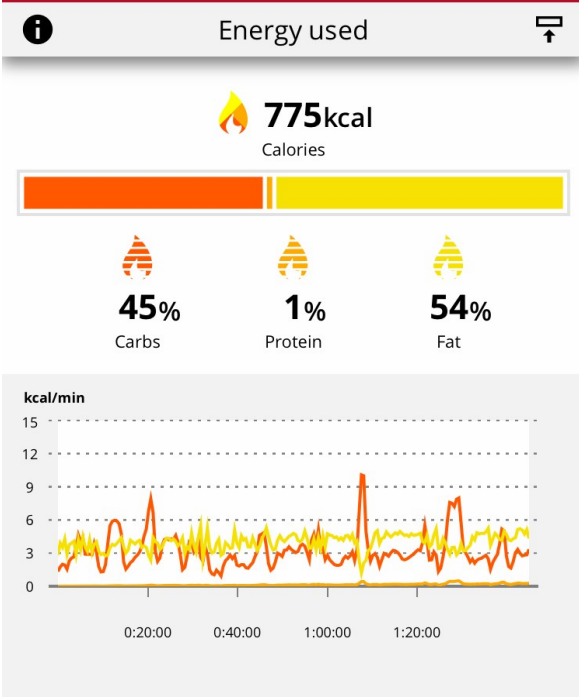 i Energy used
775kcal
Calories
45% 1% 54%
Carbs Protein Fat
kcal/min
15
12
9
6
3
0
0:20:00 0:40:00 1:00:00 1:20:00